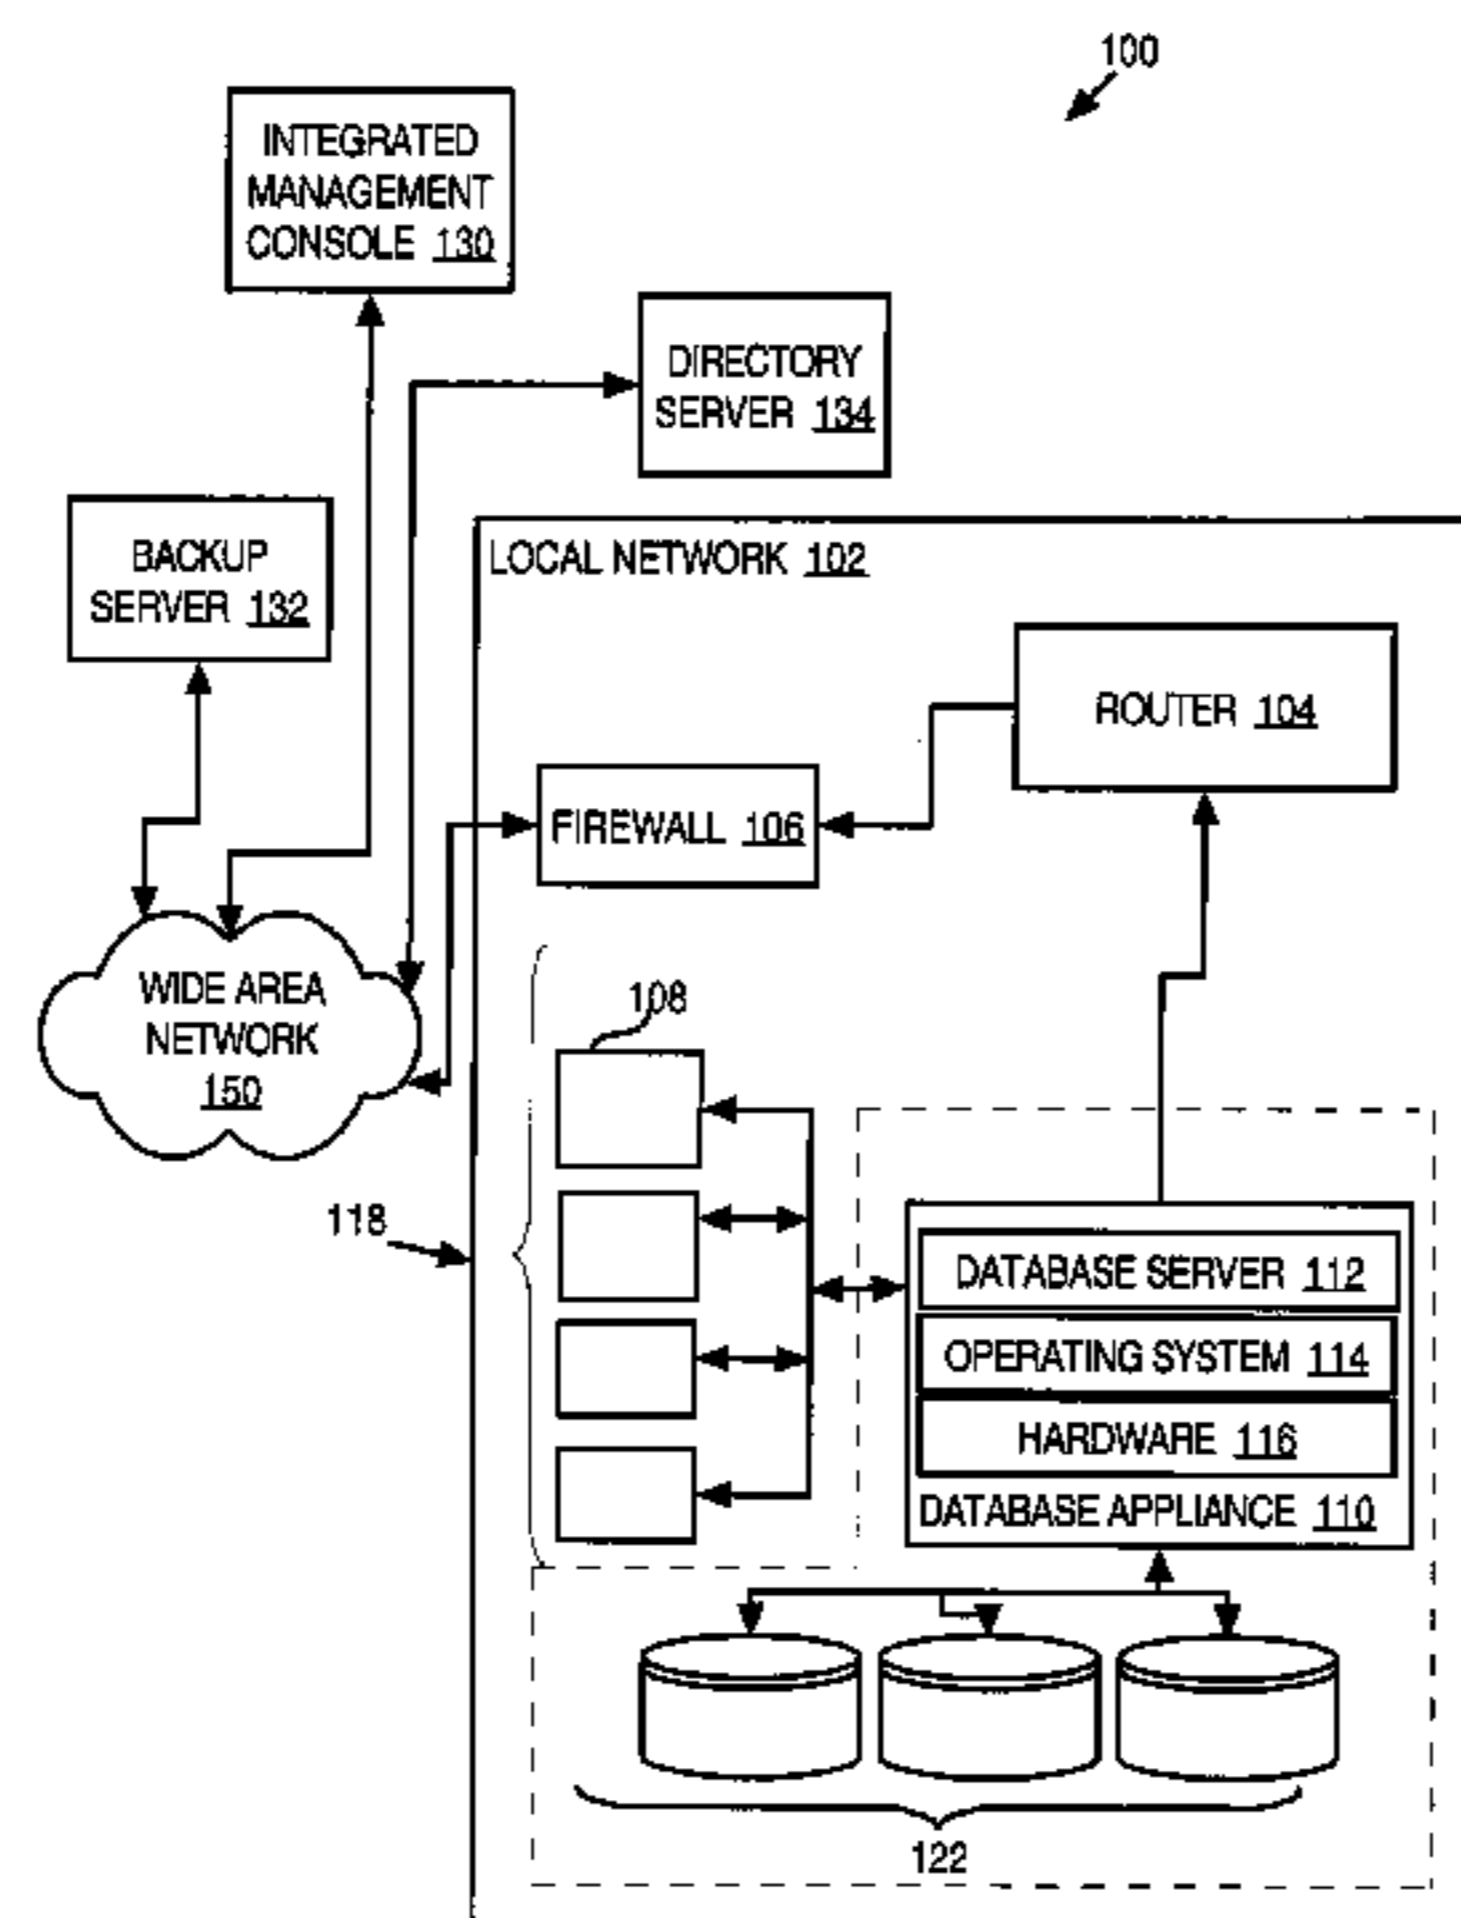 100
INTEGRATED
MANAGEMENT
CONSOLE 130
DIRECTORY
SERVER 134
BACKUP
SERVER 132
LOCAL NETWORK 102
ROUTER 104
FIREWALL 106
WIDE AREA
NETWORK
150
108
118
DATABASE SERVER 112
OPERATING SYSTEM 114
HARDWARE 116
DATABASE APPLIANCE 110
122